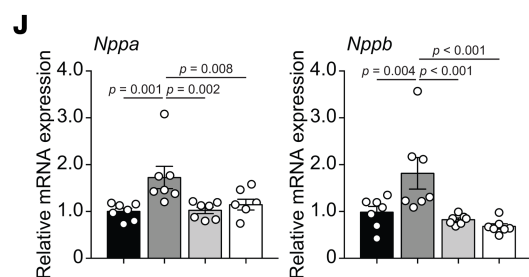 J
Nppa
Relative mRNA expression
4.0
3.0
2.0
1.0
0
p = 0.008
p = 0.001
p = 0.002
Nppb
Relative mRNA expression
4.0
3.0
2.0
1.0
0
p < 0.001
p = 0.004
p < 0.001